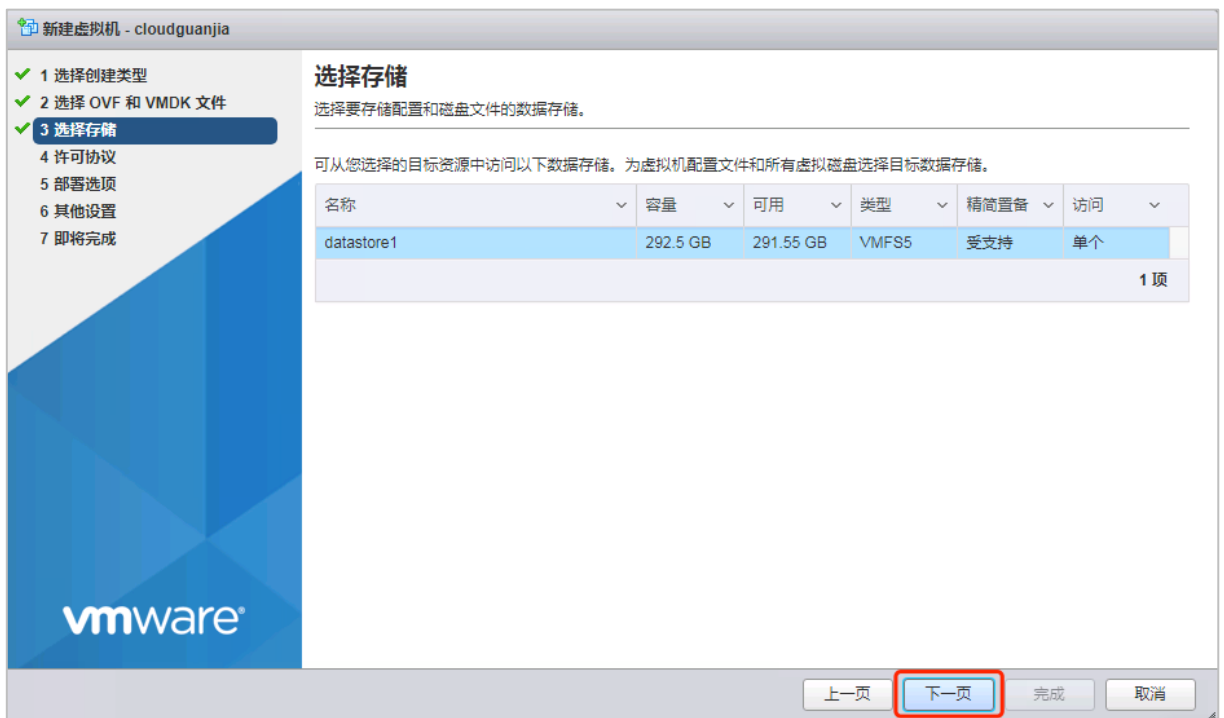 新建虚拟机 - cloudguanjia
1 选择创建类型
2 选择 OVF 和 VMDK 文件
3 选择存储
4 许可协议
5 部署选项
6 其他设置
7 即将完成
选择存储
选择要存储配置和磁盘文件的数据存储。
可从您选择的目标资源中访问以下数据存储。为虚拟机配置文件和所有虚拟磁盘选择目标数据存储。
名称 容量 可用 类型 精简置备 访问
datastore1 292.5 GB 291.55 GB VMFS5 受支持 单个
1 项
vmware®
上一页 下一页 完成 取消